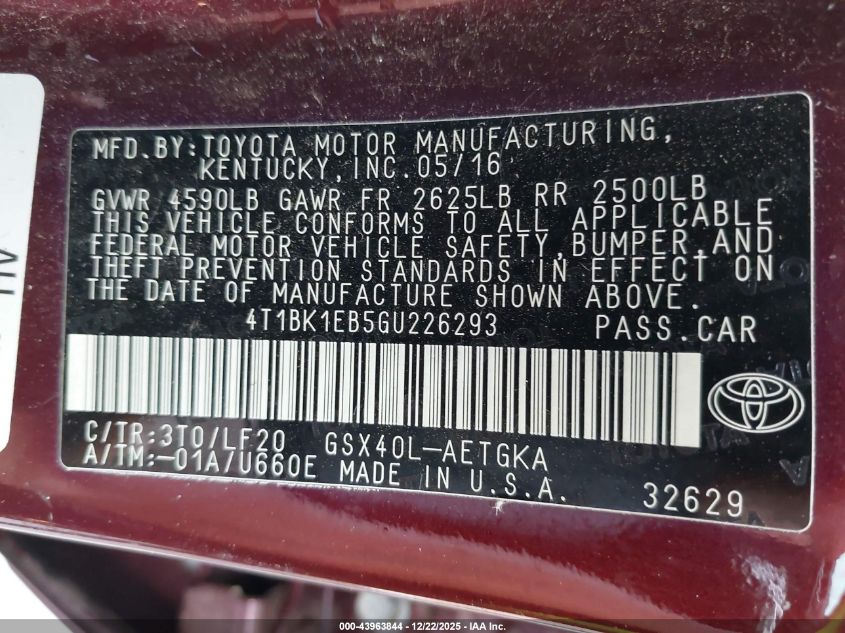 MFD.BY:TOYOTA MOTOR MANUFACTURING,
KENTUCKY,INC.05/16
GVWR 4590LB GAWR FR 2625LB RR 2500LB
THIS VEHICLE CONFORMS TO ALL APPLICABLE
FEDERAL MOTOR VEHICLE SAFETY,BUMPER,AND
THEFT PREVENTION STANDARDS IN EFFECT ON
THE DATE OF MANUFACTURE SHOWN ABOVE.
4T1BK1EB5GU226293 PASS.CAR
C/TR:3T0/LF20 GSX40L-AETGKA
A/TM:-01A/U660E MADE IN U.S.A.
32629
000-43963844 - 12/22/2025 - IAA, Inc.